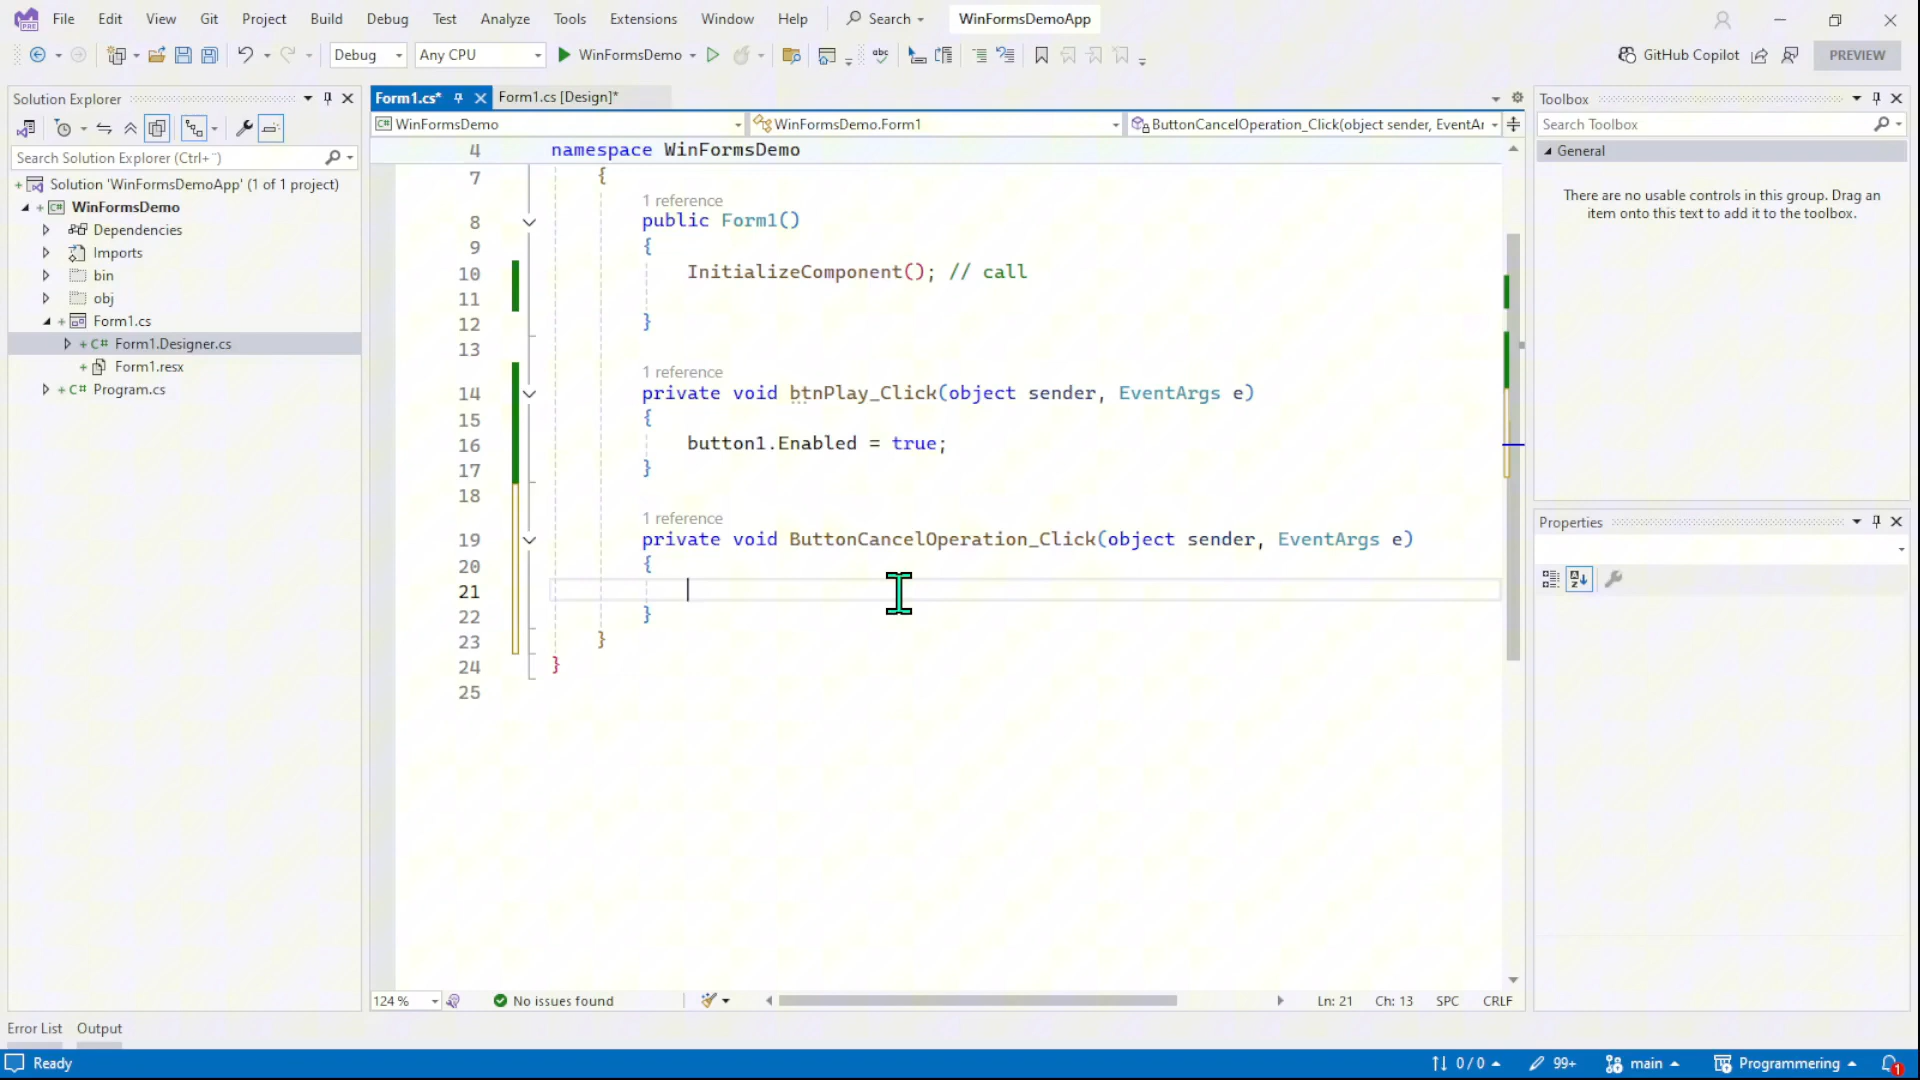 File Edit View Git Project Build Debug Test Analyze Tools Extensions Window Help Search WinFormsDemoApp
Debug Any CPU WinFormsDemo GitHub Copilot PREVIEW
Solution Explorer
Search Solution Explorer (Ctrl+¨)
Solution 'WinFormsDemoApp' (1 of 1 project)
WinFormsDemo
Dependencies
Imports
bin
obj
Form1.cs
C# Form1.Designer.cs
Form1.resx
C# Program.cs
Form1.cs* Form1.cs [Design]*
WinFormsDemo WinFormsDemo.Form1 ButtonCancelOperation_Click(object sender, EventAr
4 namespace WinFormsDemo
7 {
1 reference
8 public Form1()
9 {
10 InitializeComponent(); // call
11
12 }
13
1 reference
14 private void btnPlay_Click(object sender, EventArgs e)
15 {
16 button1.Enabled = true;
17 }
18
1 reference
19 private void ButtonCancelOperation_Click(object sender, EventArgs e)
20 {
21
22 }
23 }
24 }
25
124 % No issues found Ln: 21 Ch: 13 SPC CRLF
Toolbox
Search Toolbox
General
There are no usable controls in this group. Drag an
item onto this text to add it to the toolbox.
Properties
Error List Output
Ready 0 / 0 99+ main Programming 1